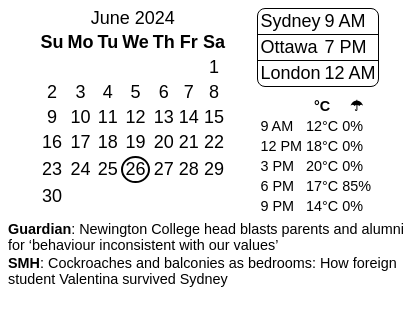 June 2024
Su Mo Tu We Th Fr Sa
1
2 3 4 5 6 7 8
9 10 11 12 13 14 15
16 17 18 19 20 21 22
23 24 25 26 27 28 29
30
Sydney 9 AM
Ottawa 7 PM
London 12 AM
°C ☂
9 AM 12°C 0%
12 PM 18°C 0%
3 PM 20°C 0%
6 PM 17°C 85%
9 PM 14°C 0%
Guardian: Newington College head blasts parents and alumni
for ‘behaviour inconsistent with our values’
SMH: Cockroaches and balconies as bedrooms: How foreign
student Valentina survived Sydney